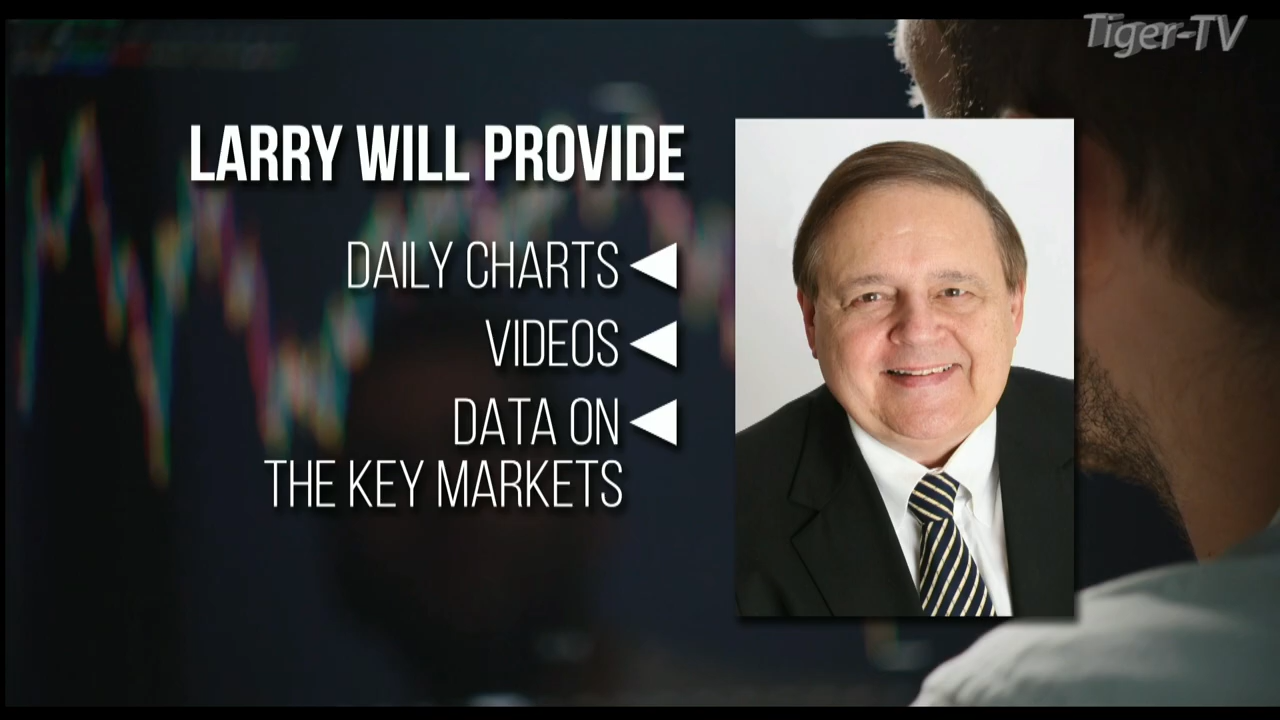 Tiger-TV
LARRY WILL PROVIDE
DAILY CHARTS
VIDEOS
DATA ON
THE KEY MARKETS